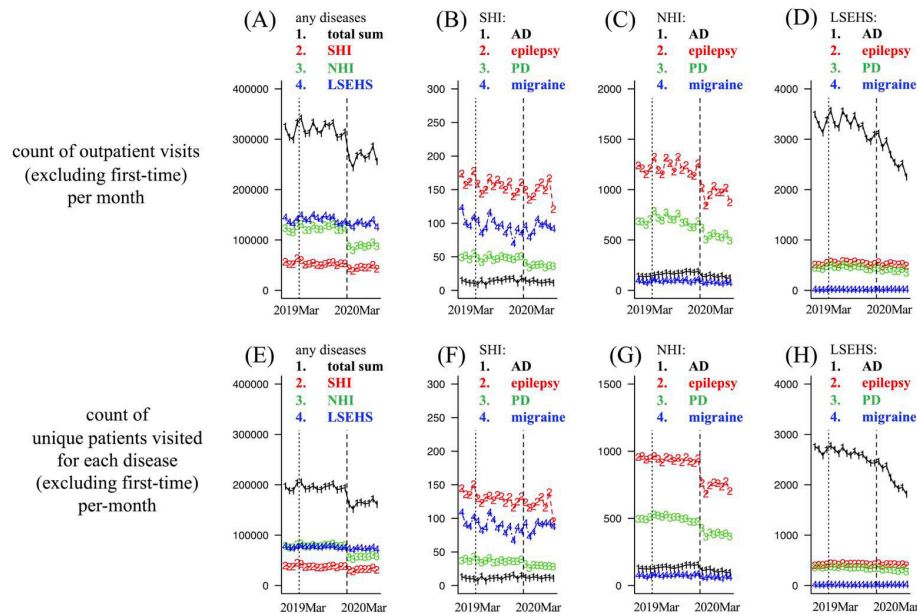 (A)
any diseases
1. total sum
2. SHI
3. NHI
4. LSEHS
400000
300000
200000
100000
0
2019Mar 2020Mar
(B)
SHI:
1. AD
2. epilepsy
3. PD
4. migraine
300
250
200
150
100
50
0
2019Mar 2020Mar
(C)
NHI:
1. AD
2. epilepsy
3. PD
4. migraine
2000
1500
1000
500
0
2019Mar 2020Mar
(D)
LSEHS:
1. AD
2. epilepsy
3. PD
4. migraine
4000
3000
2000
1000
0
2019Mar 2020Mar
count of outpatient visits
(excluding first-time)
per month
(E)
any diseases
1. total sum
2. SHI
3. NHI
4. LSEHS
400000
300000
200000
100000
0
2019Mar 2020Mar
(F)
SHI:
1. AD
2. epilepsy
3. PD
4. migraine
300
250
200
150
100
50
0
2019Mar 2020Mar
(G)
NHI:
1. AD
2. epilepsy
3. PD
4. migraine
1500
1000
500
0
2019Mar 2020Mar
(H)
LSEHS:
1. AD
2. epilepsy
3. PD
4. migraine
4000
3000
2000
1000
0
2019Mar 2020Mar
count of
unique patients visited
for each disease
(excluding first-time)
per-month